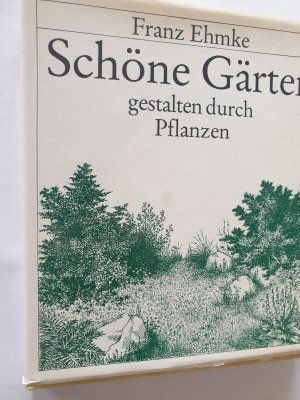 Franz Ehmke
Schöne Gärten
gestalten durch
Pflanzen